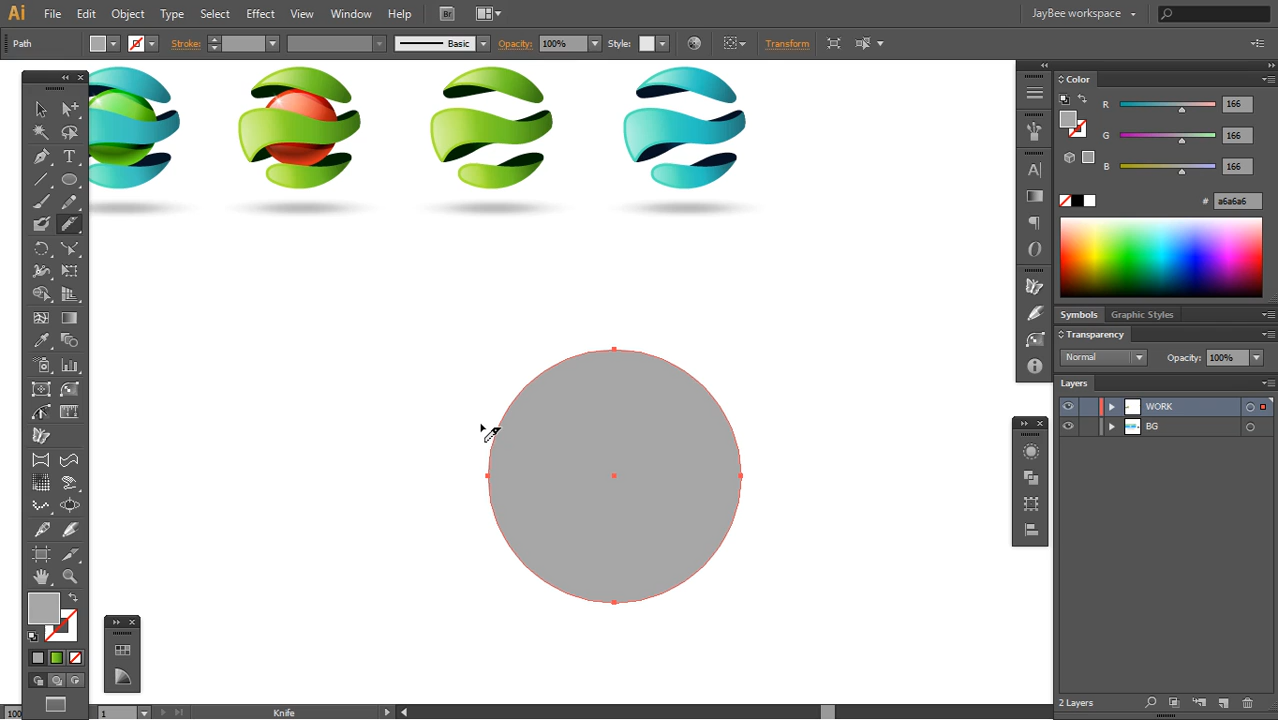 Ai File Edit Object Type Select Effect View Window Help Br JayBee workspace
Path Stroke: Basic Opacity: 100% Style: Transform
Color
R 166
G 166
B 166
# a6a6a6
Symbols Graphic Styles
Transparency
Normal Opacity: 100%
Layers
WORK
BG
2 Layers
100 1 Knife